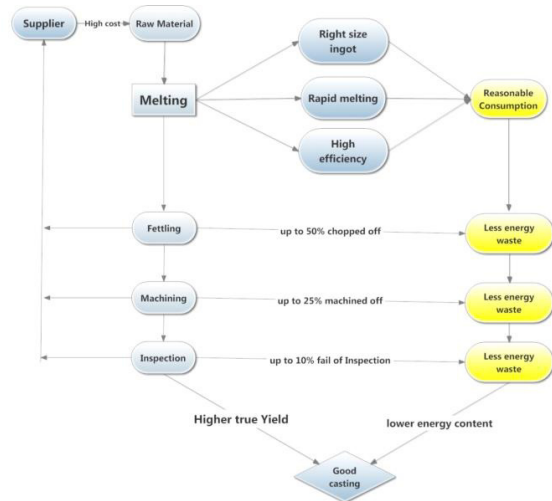 Supplier
High cost
Raw Material
Right size
ingot
Melting
Rapid melting
Reasonable
Consumption
High
efficiency
Fettling
up to 50% chopped off
Less energy
waste
Machining
up to 25% machined off
Less energy
waste
Inspection
up to 10% fail of Inspection
Less energy
waste
Higher true Yield
lower energy content
Good
casting